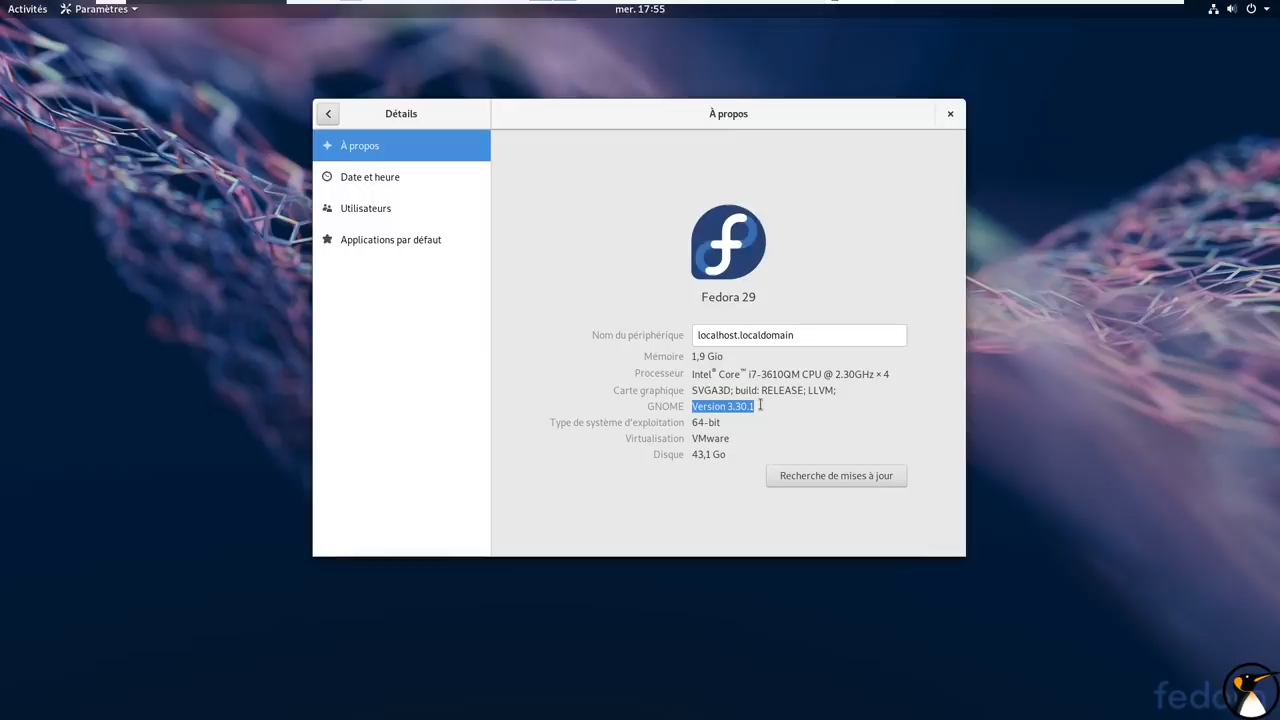 Activités Paramètres mer. 17:55
Détails À propos
À propos
Date et heure
Utilisateurs
Applications par défaut
Fedora 29
Nom du périphérique localhost.localdomain
Mémoire 1,9 Gio
Processeur Intel® Core™ i7-3610QM CPU @ 2.30GHz × 4
Carte graphique SVGA3D; build: RELEASE; LLVM;
GNOME Version 3.30.1
Type de système d'exploitation 64-bit
Virtualisation VMware
Disque 43,1 Go
Recherche de mises à jour